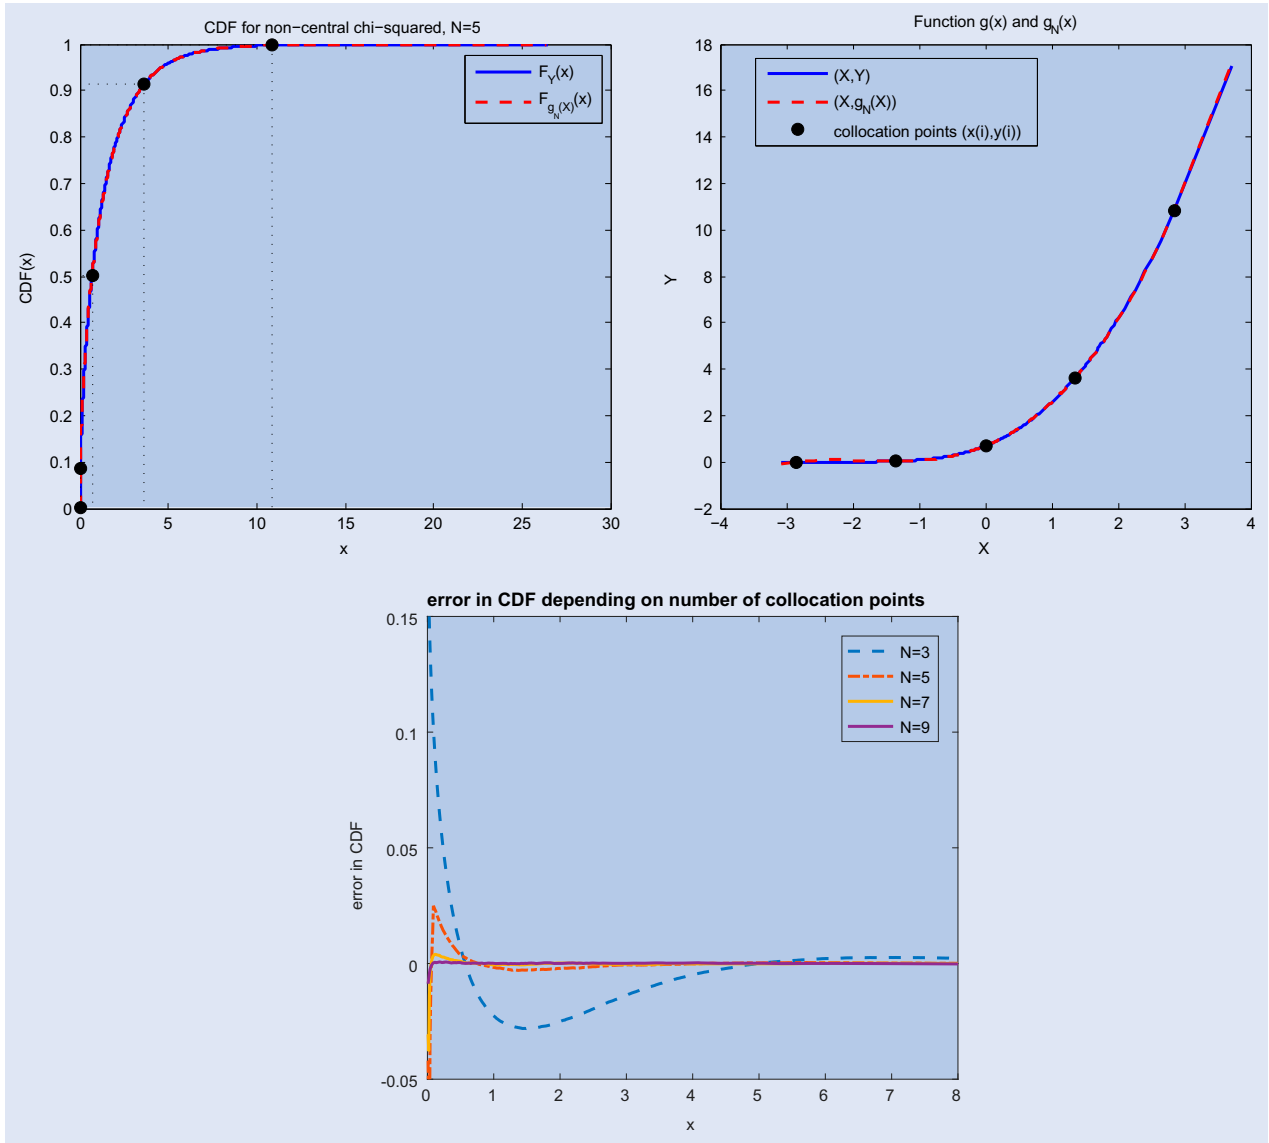 CDF for non−central chi−squared, N=5
CDF(x)
1
0.9
0.8
0.7
0.6
0.5
0.4
0.3
0.2
0.1
0
F_Y(x)
F_{g_N(X)}(x)
0 5 10 15 20 25 30
x
Function g(x) and g_N(x)
Y
18
16
14
12
10
8
6
4
2
0
−2
(X,Y)
(X,g_N(X))
collocation points (x(i),y(i))
−4 −3 −2 −1 0 1 2 3 4
X
error in CDF depending on number of collocation points
error in CDF
0.15
0.1
0.05
0
-0.05
N=3
N=5
N=7
N=9
0 1 2 3 4 5 6 7 8
x